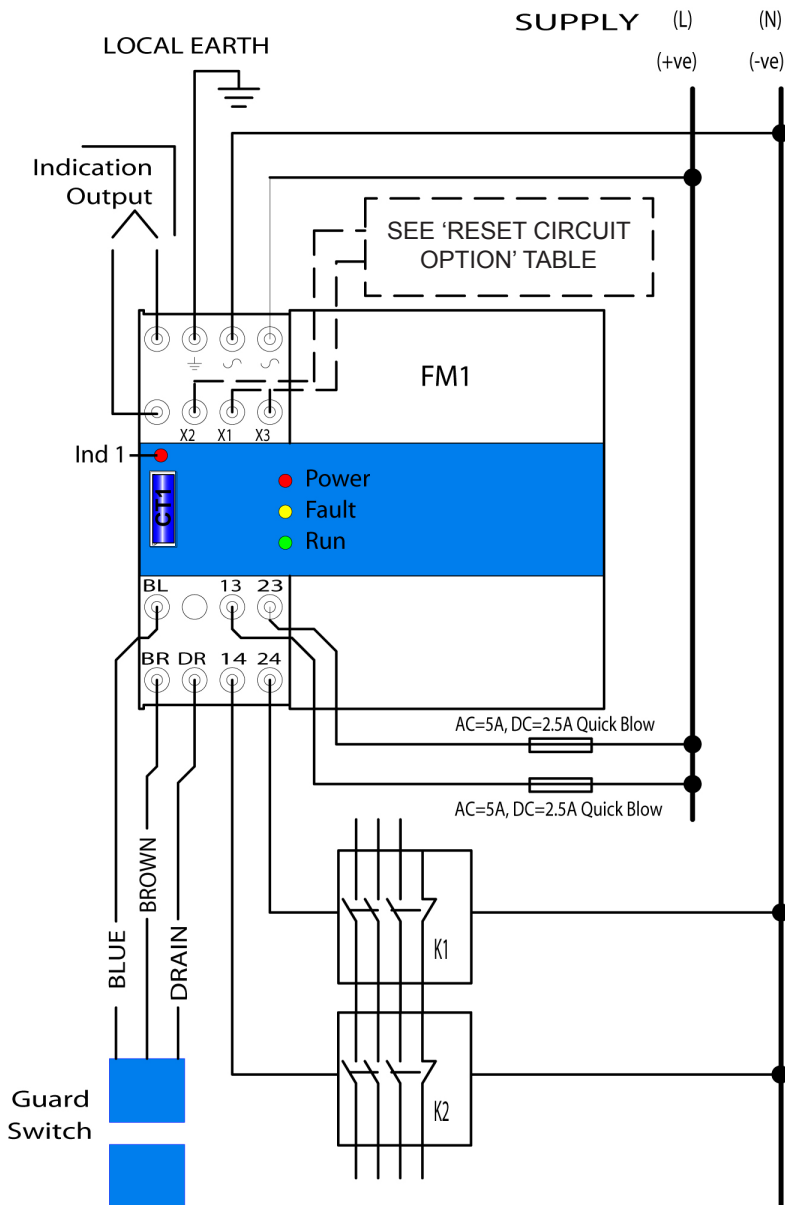 SUPPLY (L) (N)
(+ve) (-ve)
LOCAL EARTH
Indication
Output
SEE ‘RESET CIRCUIT
OPTION’ TABLE
FM1
X2 X1 X3
Ind 1
CT1
Power
Fault
Run
BL 13 23
BR DR 14 24
AC=5A, DC=2.5A Quick Blow
AC=5A, DC=2.5A Quick Blow
BLUE
BROWN
DRAIN
K1
K2
Guard
Switch